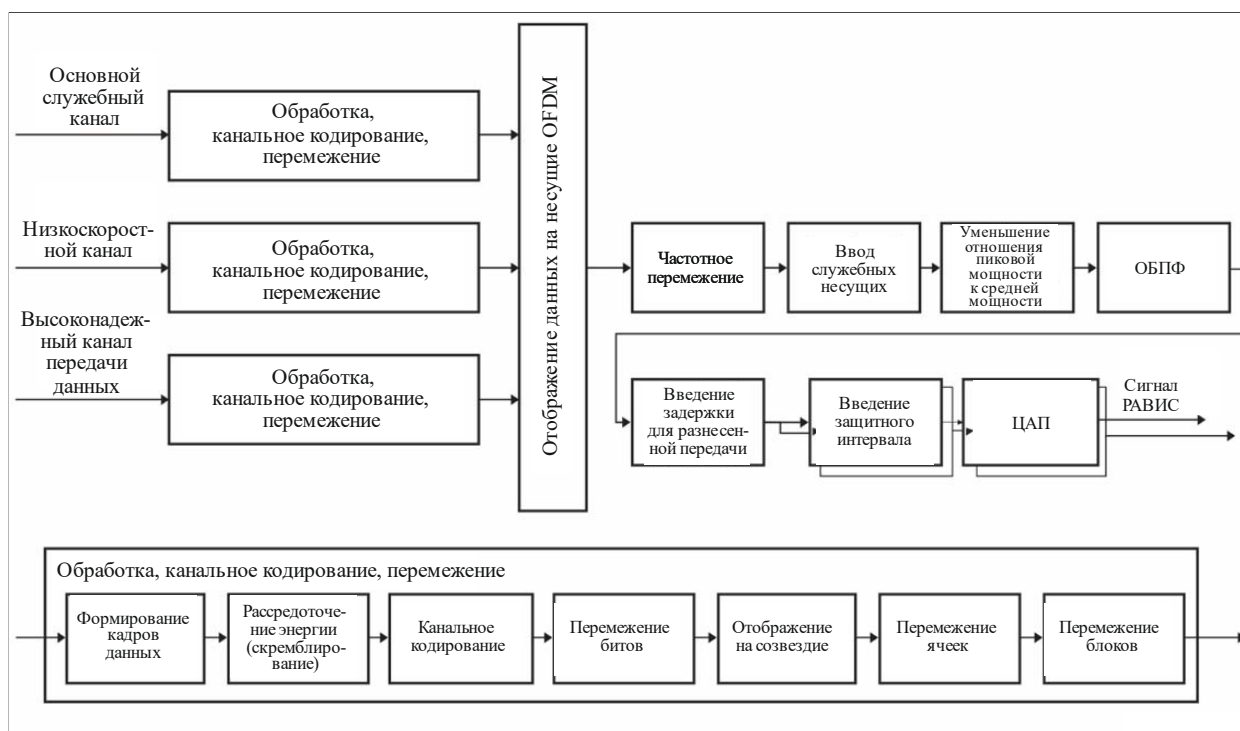 Основной
служебный
канал
Обработка,
канальное кодирование,
перемежение
Низкоскорост-
ной канал
Обработка,
канальное кодирование,
перемежение
Высоконадеж-
ный канал
передачи
данных
Обработка,
канальное кодирование,
перемежение
Отображение данных на несущие OFDM
Частотное
перемежение
Ввод
служебных
несущих
Уменьшение
отношения
пиковой
мощности
к средней
мощности
ОБПФ
Введение
задержки
для разнесен-
ной передачи
Введение
защитного
интервала
ЦАП
Сигнал
РАВИС
Обработка, канальное кодирование, перемежение
Формирование
кадров
данных
Рассредоточе-
ние энергии
(скремблиро-
вание)
Канальное
кодирование
Перемежение
битов
Отображение
на созвездие
Перемежение
ячеек
Перемежение
блоков